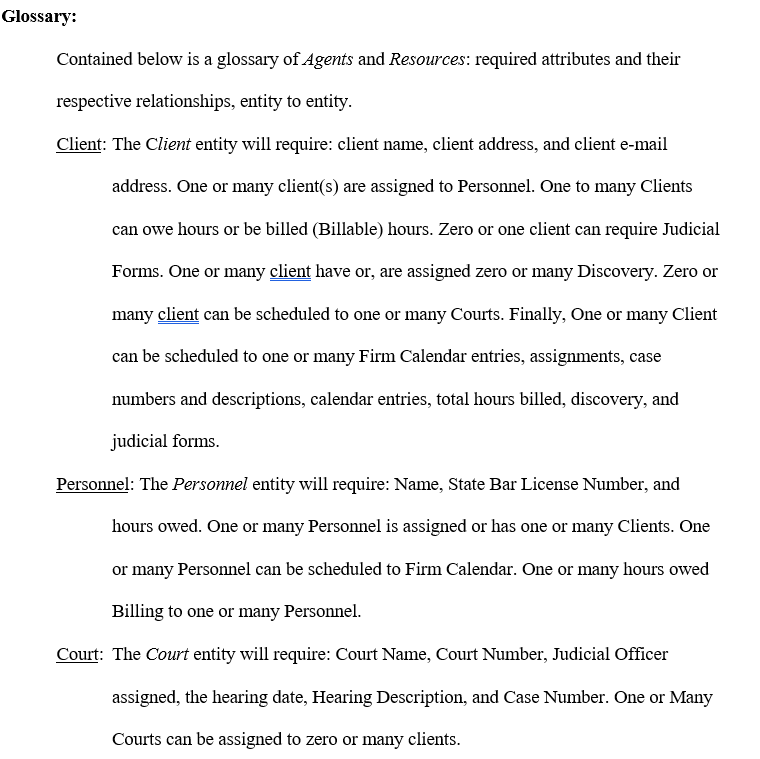 Glossary:
Contained below is a glossary of Agents and Resources: required attributes and their
respective relationships, entity to entity.
Client: The Client entity will require: client name, client address, and client e-mail
address. One or many client(s) are assigned to Personnel. One to many Clients
can owe hours or be billed (Billable) hours. Zero or one client can require Judicial
Forms. One or many client have or, are assigned zero or many Discovery. Zero or
many client can be scheduled to one or many Courts. Finally, One or many Client
can be scheduled to one or many Firm Calendar entries, assignments, case
numbers and descriptions, calendar entries, total hours billed, discovery, and
judicial forms.
Personnel: The Personnel entity will require: Name, State Bar License Number, and
hours owed. One or many Personnel is assigned or has one or many Clients. One
or many Personnel can be scheduled to Firm Calendar. One or many hours owed
Billing to one or many Personnel.
Court: The Court entity will require: Court Name, Court Number, Judicial Officer
assigned, the hearing date, Hearing Description, and Case Number. One or Many
Courts can be assigned to zero or many clients.